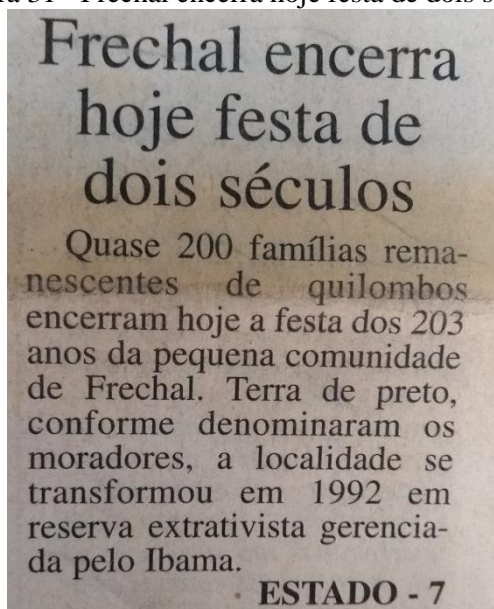 Frechal encerra
hoje festa de
dois séculos
Quase 200 famílias rema-
nescentes de quilombos
encerram hoje a festa dos 203
anos da pequena comunidade
de Frechal. Terra de preto,
conforme denominaram os
moradores, a localidade se
transformou em 1992 em
reserva extrativista gerencia-
da pelo Ibama.
ESTADO - 7